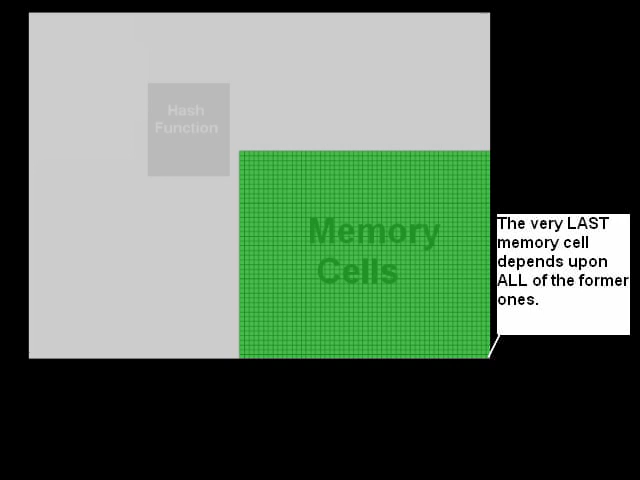 Hash
Function
Memory
Cells
The very LAST
memory cell
depends upon
ALL of the former
ones.